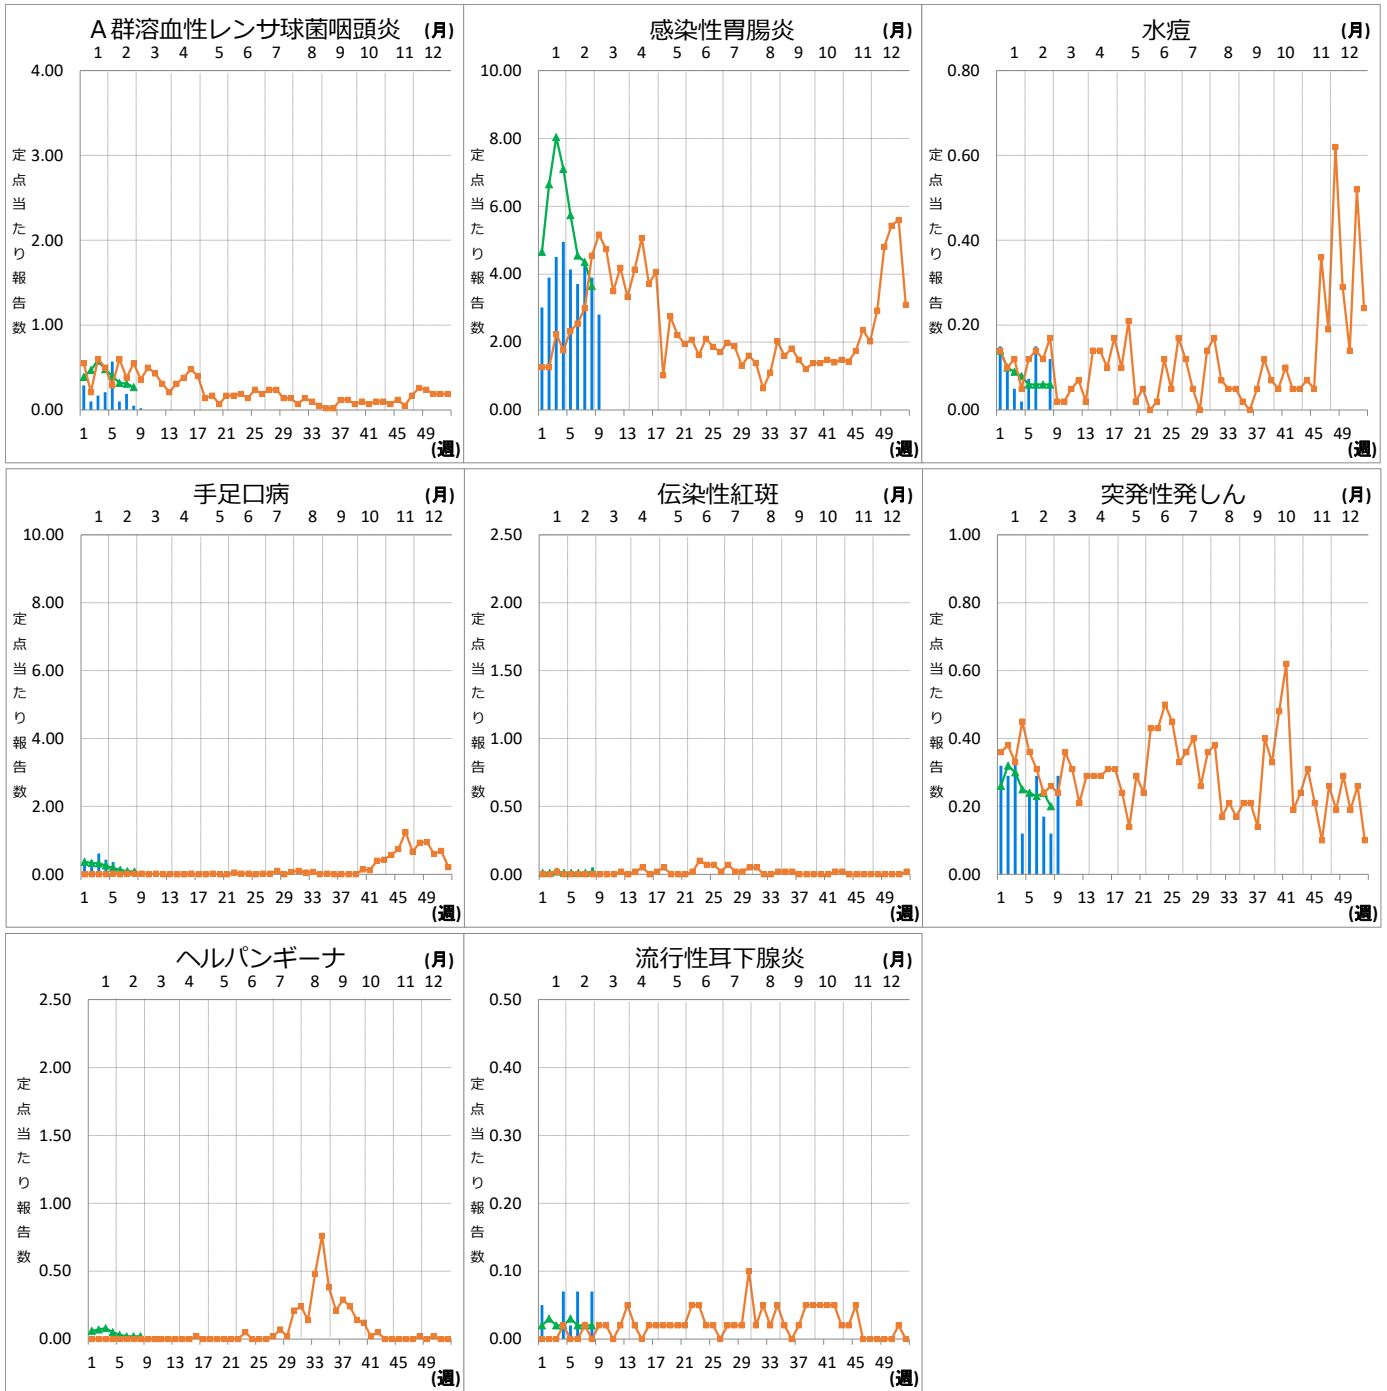 A群溶血性レンサ球菌咽頭炎 (月)
1 2 3 4 5 6 7 8 9 10 11 12
4.00
3.00
2.00
1.00
0.00
定点当たり報告数
1 5 9 13 17 21 25 29 33 37 41 45 49
(週)
感染性胃腸炎 (月)
1 2 3 4 5 6 7 8 9 10 11 12
10.00
8.00
6.00
4.00
2.00
0.00
定点当たり報告数
1 5 9 13 17 21 25 29 33 37 41 45 49
(週)
水痘 (月)
1 2 3 4 5 6 7 8 9 10 11 12
0.80
0.60
0.40
0.20
0.00
定点当たり報告数
1 5 9 13 17 21 25 29 33 37 41 45 49
(週)
手足口病 (月)
1 2 3 4 5 6 7 8 9 10 11 12
10.00
8.00
6.00
4.00
2.00
0.00
定点当たり報告数
1 5 9 13 17 21 25 29 33 37 41 45 49
(週)
伝染性紅斑 (月)
1 2 3 4 5 6 7 8 9 10 11 12
2.50
2.00
1.50
1.00
0.50
0.00
定点当たり報告数
1 5 9 13 17 21 25 29 33 37 41 45 49
(週)
突発性発しん (月)
1 2 3 4 5 6 7 8 9 10 11 12
1.00
0.80
0.60
0.40
0.20
0.00
定点当たり報告数
1 5 9 13 17 21 25 29 33 37 41 45 49
(週)
ヘルパンギーナ (月)
1 2 3 4 5 6 7 8 9 10 11 12
2.50
2.00
1.50
1.00
0.50
0.00
定点当たり報告数
1 5 9 13 17 21 25 29 33 37 41 45 49
(週)
流行性耳下腺炎 (月)
1 2 3 4 5 6 7 8 9 10 11 12
0.50
0.40
0.30
0.20
0.10
0.00
定点当たり報告数
1 5 9 13 17 21 25 29 33 37 41 45 49
(週)